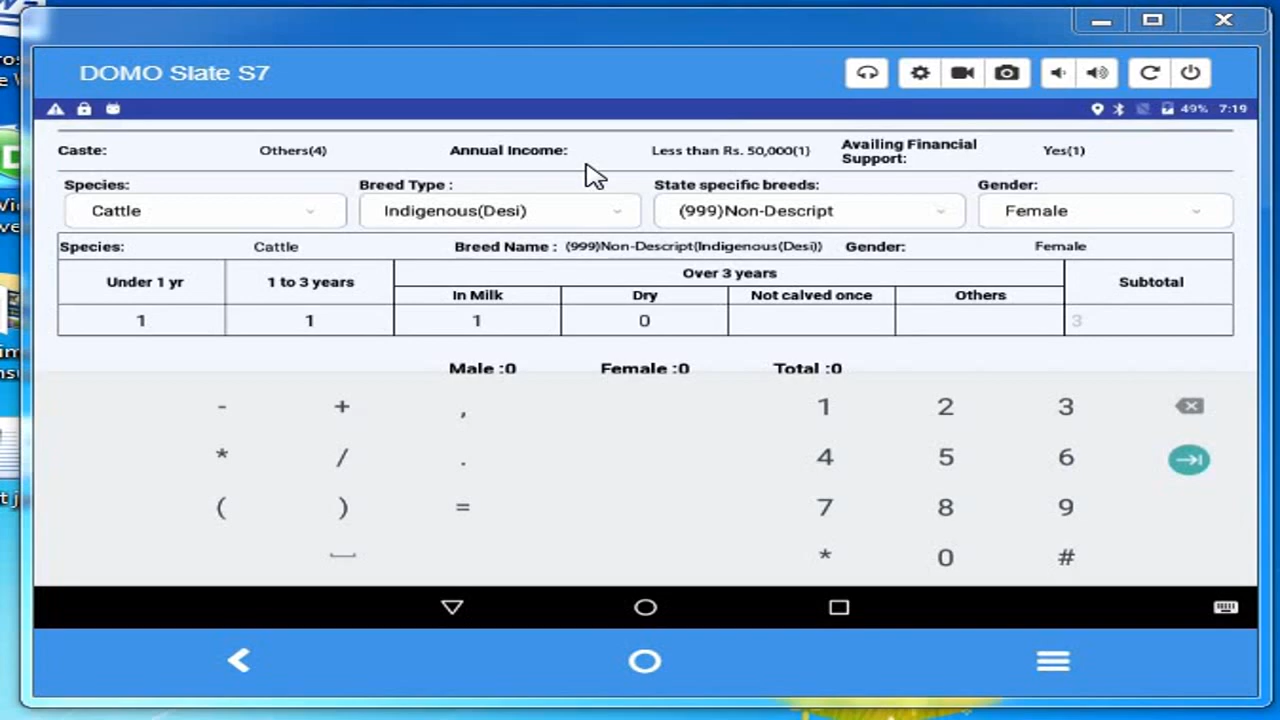 DOMO Slate S7
49% 7:19
Caste: Others(4) Annual Income: Less than Rs. 50,000(1) Availing Financial Support: Yes(1)
Species: Breed Type : State specific breeds: Gender:
Cattle Indigenous(Desi) (999)Non-Descript Female
Species: Cattle Breed Name : (999)Non-Descript(Indigenous(Desi)) Gender: Female
Under 1 yr 1 to 3 years Over 3 years Subtotal
In Milk Dry Not calved once Others
1 1 1 0 3
Male :0 Female :0 Total :0
- + , 1 2 3
* / . 4 5 6
( ) = 7 8 9
* 0 #